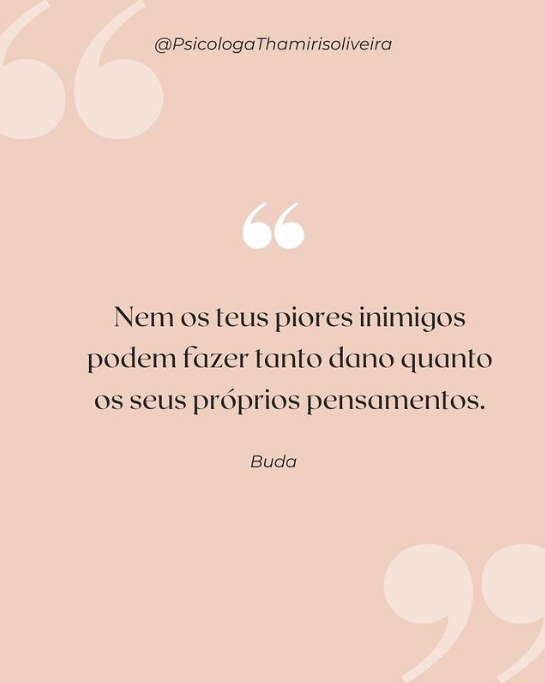 @PsicologaThamirisoliveira
“
Nem os teus piores inimigos
podem fazer tanto dano quanto
os seus próprios pensamentos.
Buda